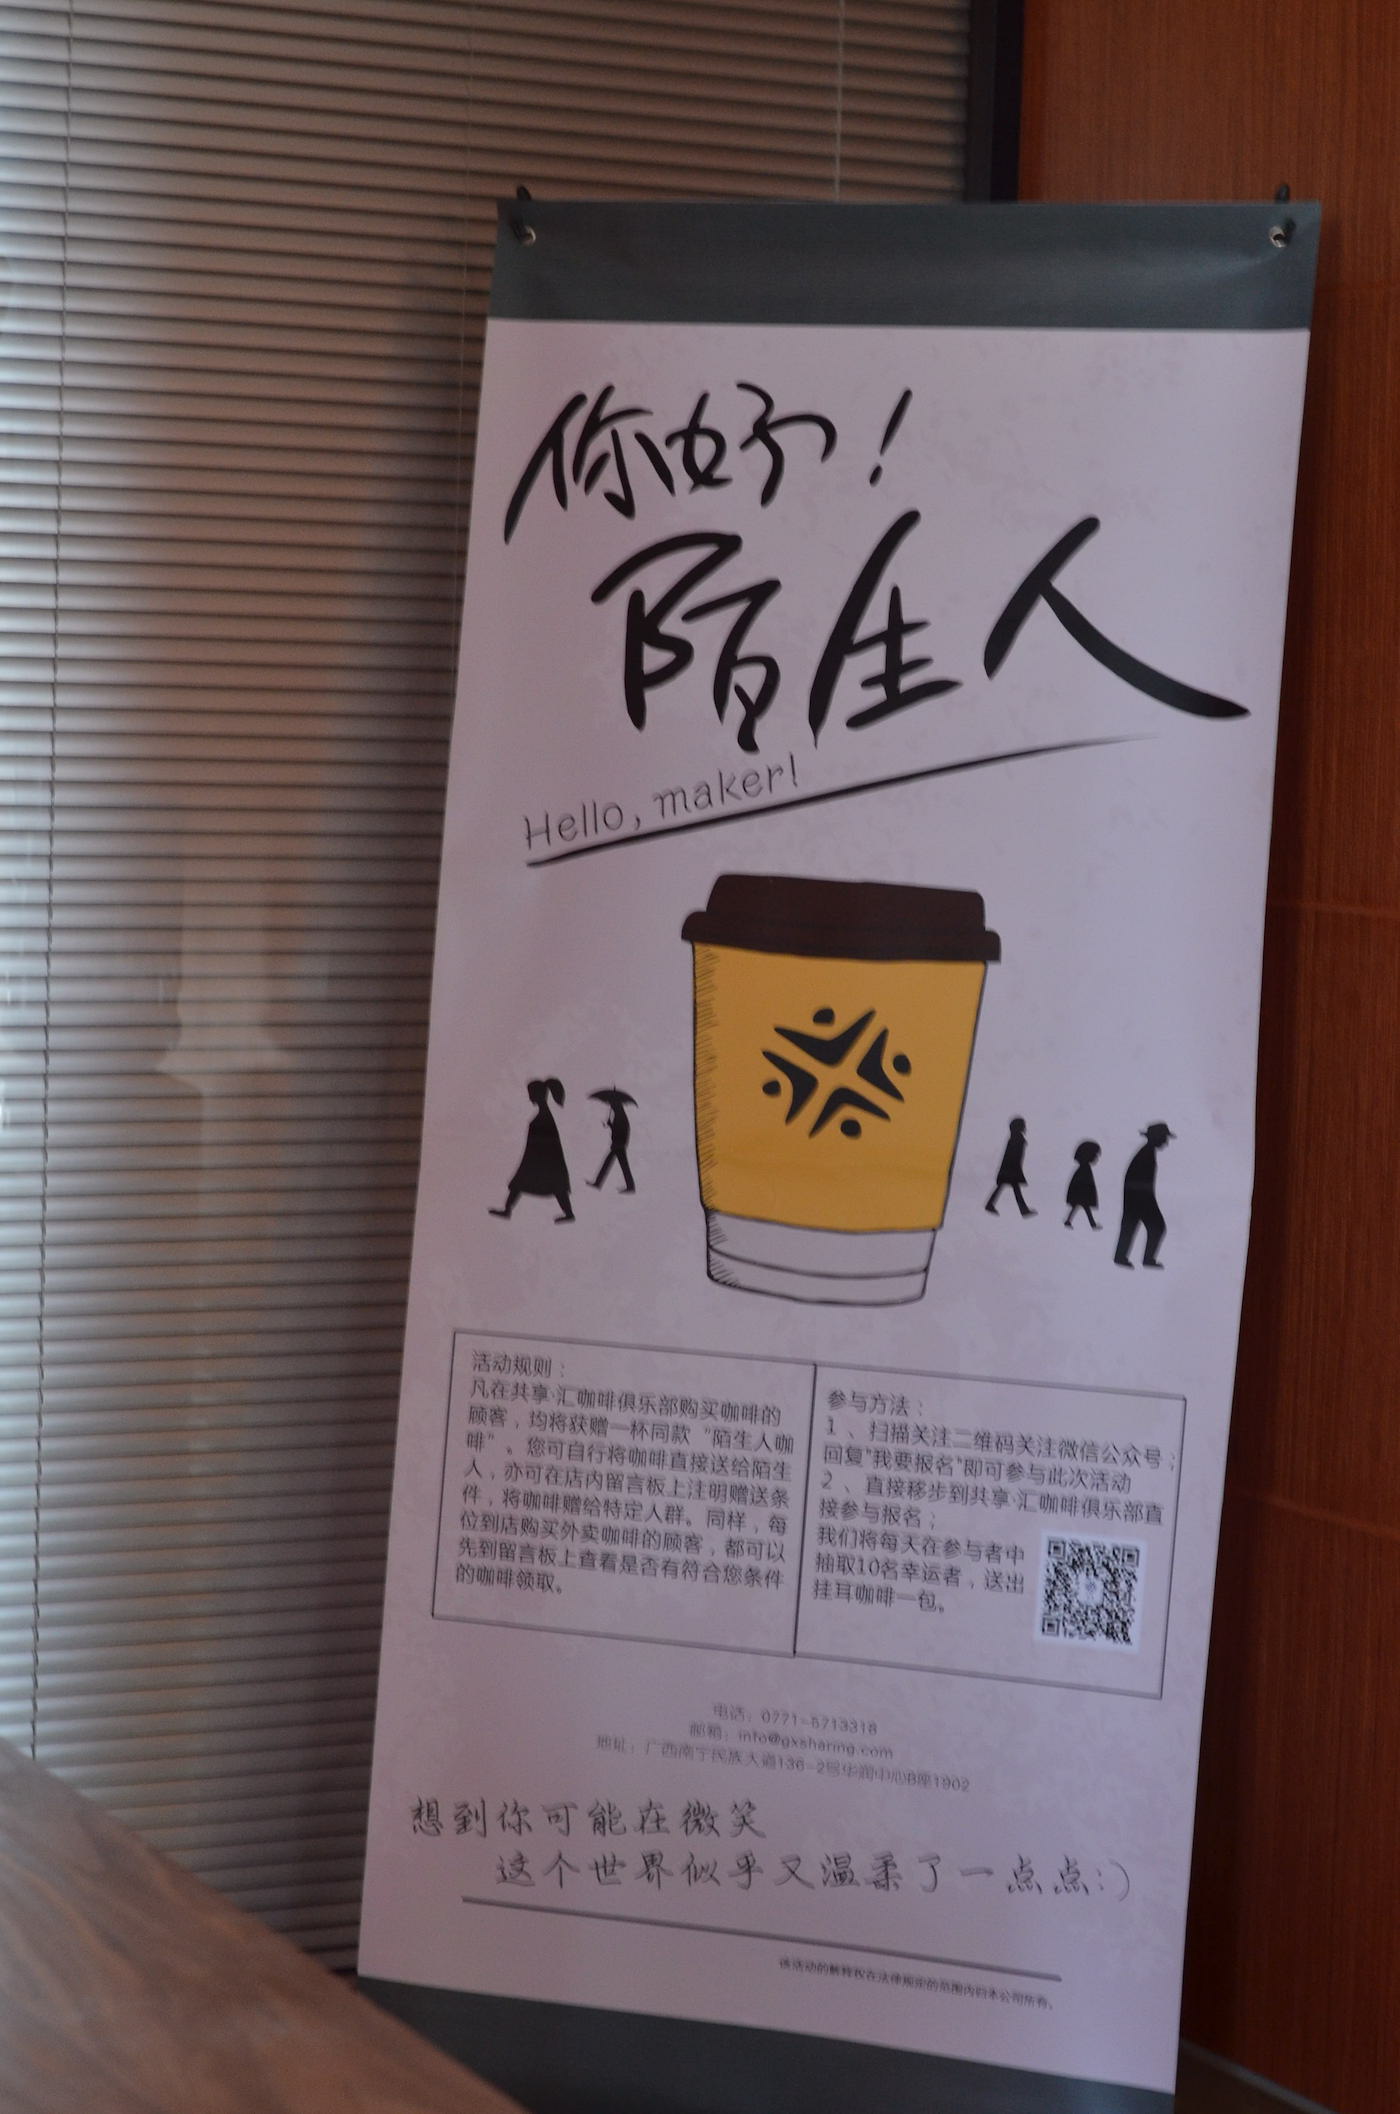 你好！
陌生人
Hello, maker!
活动规则：
凡在共享·汇咖啡俱乐部购买咖啡的
顾客，均将获赠一杯同款“陌生人咖
啡”。您可自行将咖啡直接送给陌生
人，亦可在店内留言板上注明赠送条
件，将咖啡赠给特定人群。同样，每
位到店购买外卖咖啡的顾客，都可以
先到留言板上查看是否有符合您条件
的咖啡领取。
参与方法：
1、扫描关注二维码关注微信公众号；
回复"我要报名"即可参与此次活动
2、直接移步到共享·汇咖啡俱乐部直
接参与报名；
我们将每天在参与者中
抽取10名幸运者，送出
挂耳咖啡一包。
电话：0771-5713318
邮箱：info@gxsharing.com
地址：广西南宁民族大道136-2号华润中心B座1902
想到你可能在微笑
这个世界似乎又温柔了一点点:)
该活动的解释权在法律规定的范围内归本公司所有。